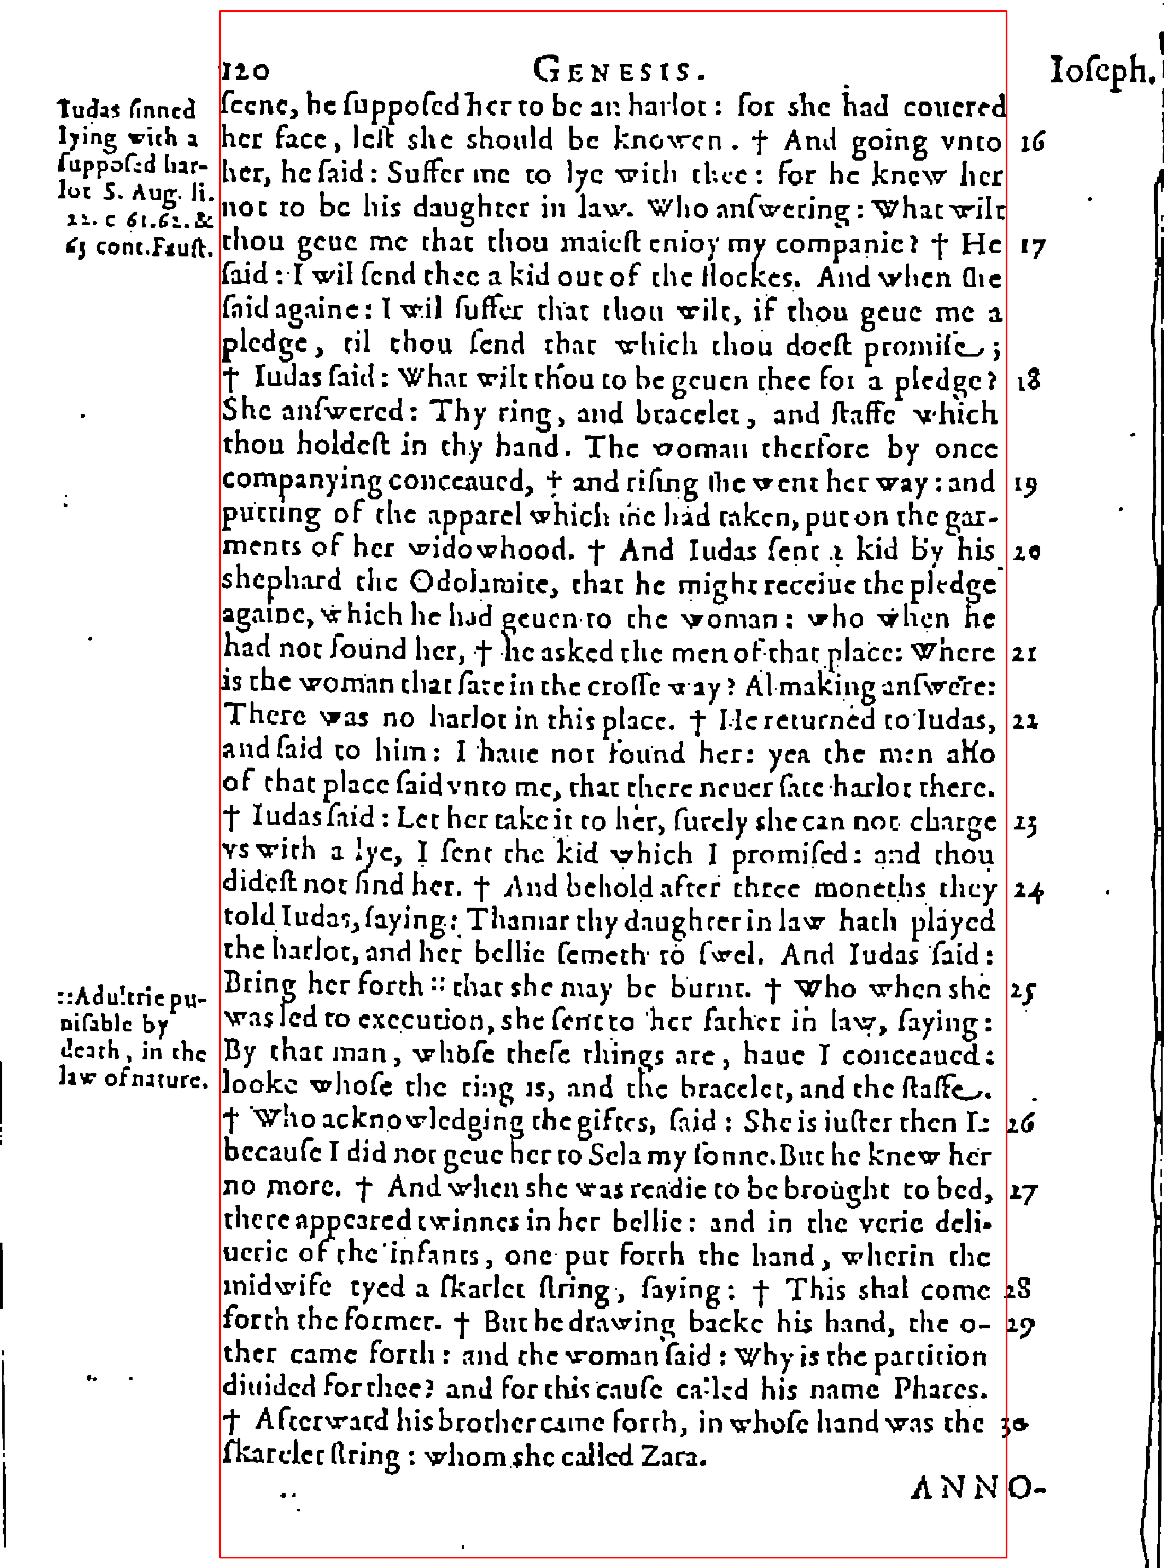 120 GENESIS. Ioſeph.
Iudas ſinned
lying with a
ſuppoſed har-
lot S. Aug. li.
22. c 61.62. &
63 cont.Fauſt.
ſeene, he ſuppoſed her to be an harlot: for she had couered
her face, leſt she should be knowen. † And going vnto 16
her, he ſaid: Suffer me to lye with thee: for he knew her
not to be his daughter in law. Who anſwering: What wilt
thou geue me that thou maieſt enioy my companie? † He 17
ſaid: I wil ſend thee a kid out of the flockes. And when she
ſaid againe: I wil ſuffer that thou wilt, if thou geue me a
pledge, til thou ſend that which thou doeſt promiſe;
† Iudas ſaid: What wilt thou to be geuen thee for a pledge? 18
She anſwered: Thy ring, and bracelet, and ſtaffe which
thou holdeſt in thy hand. The woman therfore by once
companying conceaued, † and riſing she went her way: and 19
putting of the apparel which she had taken, put on the gar-
ments of her widowhood. † And Iudas ſent a kid by his 20
shephard the Odolamite, that he might receiue the pledge
againe, which he had geuen to the woman: who when he
had not found her, † he asked the men of that place: Where 21
is the woman that ſate in the croſſe way? Al making anſwere:
There was no harlot in this place. † He returned to Iudas, 22
and ſaid to him: I haue not found her: yea the men alſo
of that place ſaid vnto me, that there neuer ſate harlot there.
† Iudas ſaid: Let her take it to her, ſurely she can not charge 23
vs with a lye, I ſent the kid which I promiſed: and thou
dideſt not find her. † And behold after three moneths they 24
told Iudas, ſaying: Thamar thy daughter in law hath played
the harlot, and her bellie ſemeth to ſwel. And Iudas ſaid:
Bring her forth :: that she may be burnt. † Who when she 25
was led to execution, she ſent to her father in law, ſaying:
By that man, whoſe theſe things are, haue I conceaued:
looke whoſe the ring is, and the bracelet, and the ſtaffe.
::Adultrie pu-
niſable by
death, in the
law of nature.
† Who acknowledging the giftes, ſaid: She is iuſter then I: 26
becauſe I did not geue her to Sela my ſonne. But he knew her
no more. † And when she was readie to be brought to bed, 27
there appeared twinnes in her bellie: and in the verie deli-
uerie of the infants, one put forth the hand, wherin the
midwife tyed a ſkarlet ſtring, ſaying: † This shal come 28
forth the former. † But he drawing backe his hand, the o- 29
ther came forth: and the woman ſaid: Why is the partition
diuided for thee? and for this cauſe called his name Phares.
† Afterward his brother came forth, in whoſe hand was the 30
ſkarelet ſtring: whom she called Zara.
ANNO-